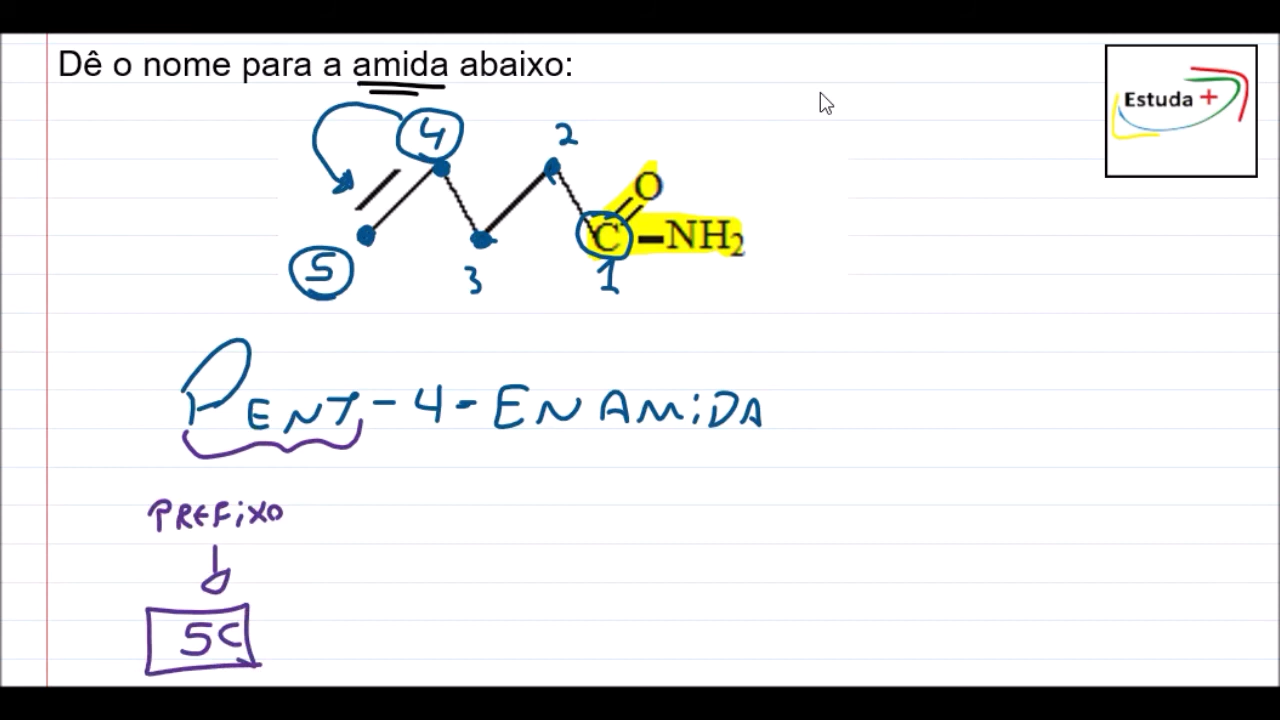 Dê o nome para a amida abaixo:
Estuda +
4
2
O
C –NH₂
5
3
1
PENT-4-ENAMiDA
PREFiXO
5C